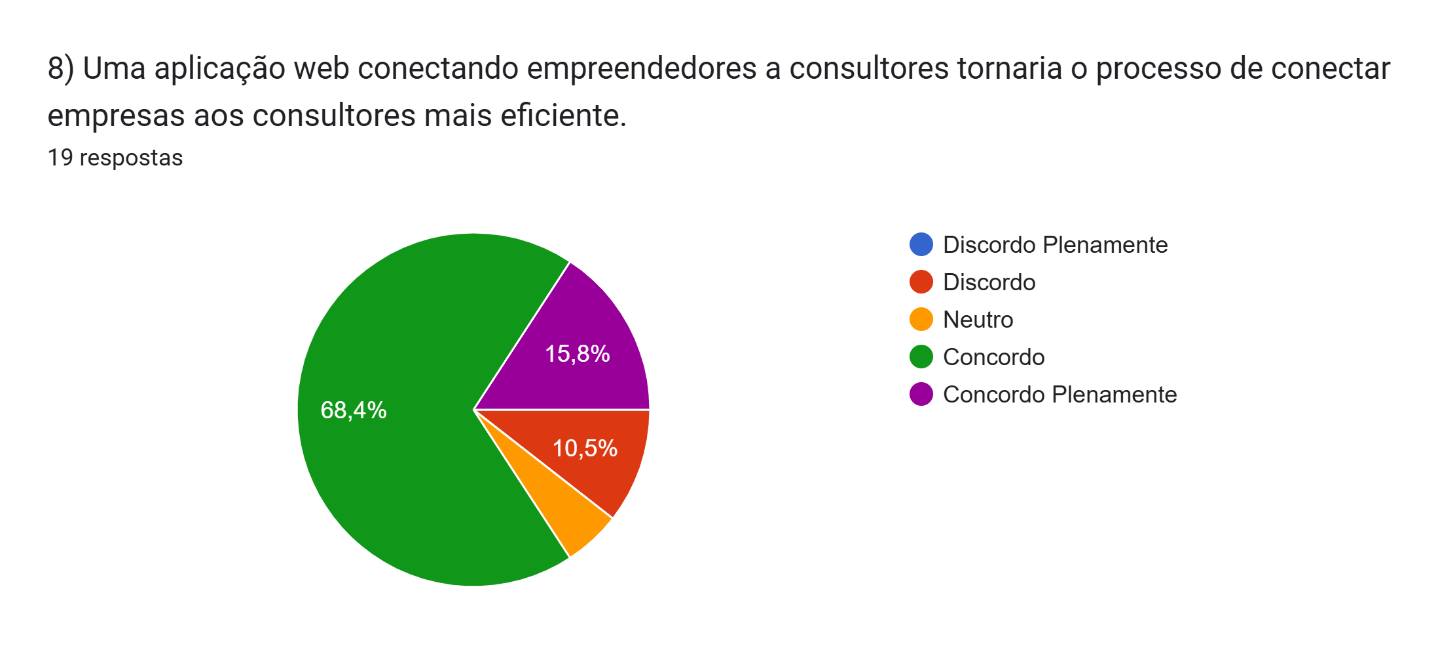 8) Uma aplicação web conectando empreendedores a consultores tornaria o processo de conectar
empresas aos consultores mais eficiente.
19 respostas
Discordo Plenamente
Discordo
Neutro
Concordo
Concordo Plenamente
15,8%
68,4%
10,5%